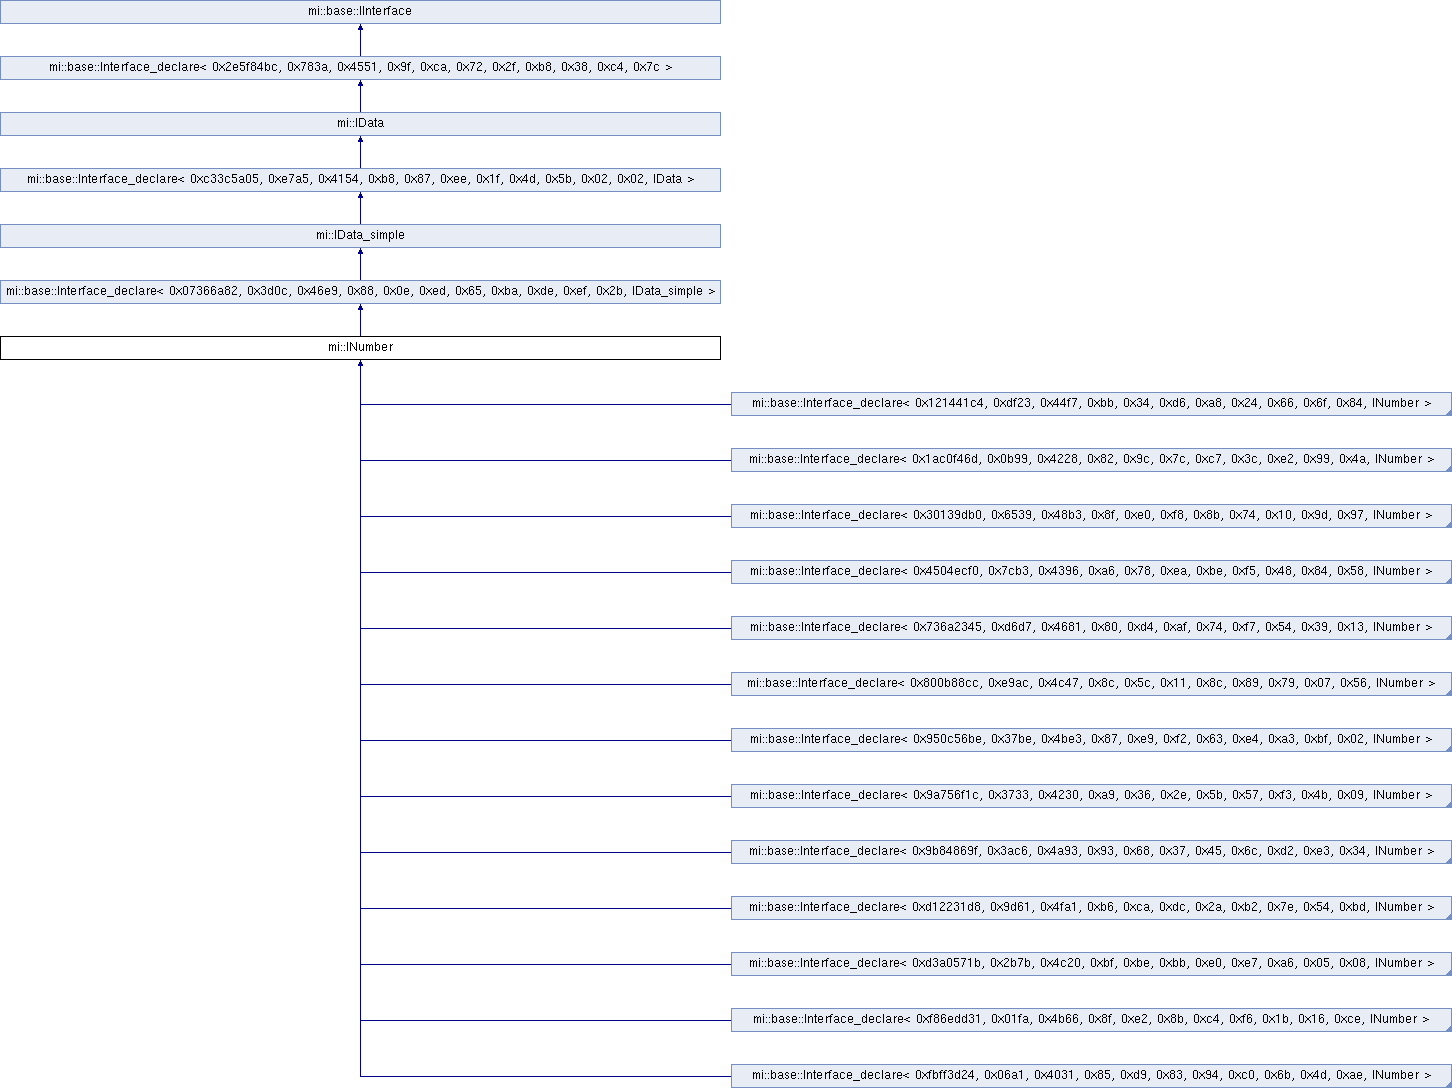 mi::base::IInterface
mi::base::Interface_declare< 0x2e5f84bc, 0x783a, 0x4551, 0x9f, 0xca, 0x72, 0x2f, 0xb8, 0x38, 0xc4, 0x7c >
mi::IData
mi::base::Interface_declare< 0xc33c5a05, 0xe7a5, 0x4154, 0xb8, 0x87, 0xee, 0x1f, 0x4d, 0x5b, 0x02, 0x02, IData >
mi::IData_simple
mi::base::Interface_declare< 0x07366a82, 0x3d0c, 0x46e9, 0x88, 0x0e, 0xed, 0x65, 0xba, 0xde, 0xef, 0x2b, IData_simple >
mi::INumber
mi::base::Interface_declare< 0x121441c4, 0xdf23, 0x44f7, 0xbb, 0x34, 0xd6, 0xa8, 0x24, 0x66, 0x6f, 0x84, INumber >
mi::base::Interface_declare< 0x1ac0f46d, 0x0b99, 0x4228, 0x82, 0x9c, 0x7c, 0xc7, 0x3c, 0xe2, 0x99, 0x4a, INumber >
mi::base::Interface_declare< 0x30139db0, 0x6539, 0x48b3, 0x8f, 0xe0, 0xf8, 0x8b, 0x74, 0x10, 0x9d, 0x97, INumber >
mi::base::Interface_declare< 0x4504ecf0, 0x7cb3, 0x4396, 0xa6, 0x78, 0xea, 0xbe, 0xf5, 0x48, 0x84, 0x58, INumber >
mi::base::Interface_declare< 0x736a2345, 0xd6d7, 0x4681, 0x80, 0xd4, 0xaf, 0x74, 0xf7, 0x54, 0x39, 0x13, INumber >
mi::base::Interface_declare< 0x800b88cc, 0xe9ac, 0x4c47, 0x8c, 0x5c, 0x11, 0x8c, 0x89, 0x79, 0x07, 0x56, INumber >
mi::base::Interface_declare< 0x950c56be, 0x37be, 0x4be3, 0x87, 0xe9, 0xf2, 0x63, 0xe4, 0xa3, 0xbf, 0x02, INumber >
mi::base::Interface_declare< 0x9a756f1c, 0x3733, 0x4230, 0xa9, 0x36, 0x2e, 0x5b, 0x57, 0xf3, 0x4b, 0x09, INumber >
mi::base::Interface_declare< 0x9b84869f, 0x3ac6, 0x4a93, 0x93, 0x68, 0x37, 0x45, 0x6c, 0xd2, 0xe3, 0x34, INumber >
mi::base::Interface_declare< 0xd12231d8, 0x9d61, 0x4fa1, 0xb6, 0xca, 0xdc, 0x2a, 0xb2, 0x7e, 0x54, 0xbd, INumber >
mi::base::Interface_declare< 0xd3a0571b, 0x2b7b, 0x4c20, 0xbf, 0xbe, 0xbb, 0xe0, 0xe7, 0xa6, 0x05, 0x08, INumber >
mi::base::Interface_declare< 0xf86edd31, 0x01fa, 0x4b66, 0x8f, 0xe2, 0x8b, 0xc4, 0xf6, 0x1b, 0x16, 0xce, INumber >
mi::base::Interface_declare< 0xfbff3d24, 0x06a1, 0x4031, 0x85, 0xd9, 0x83, 0x94, 0xc0, 0x6b, 0x4d, 0xae, INumber >